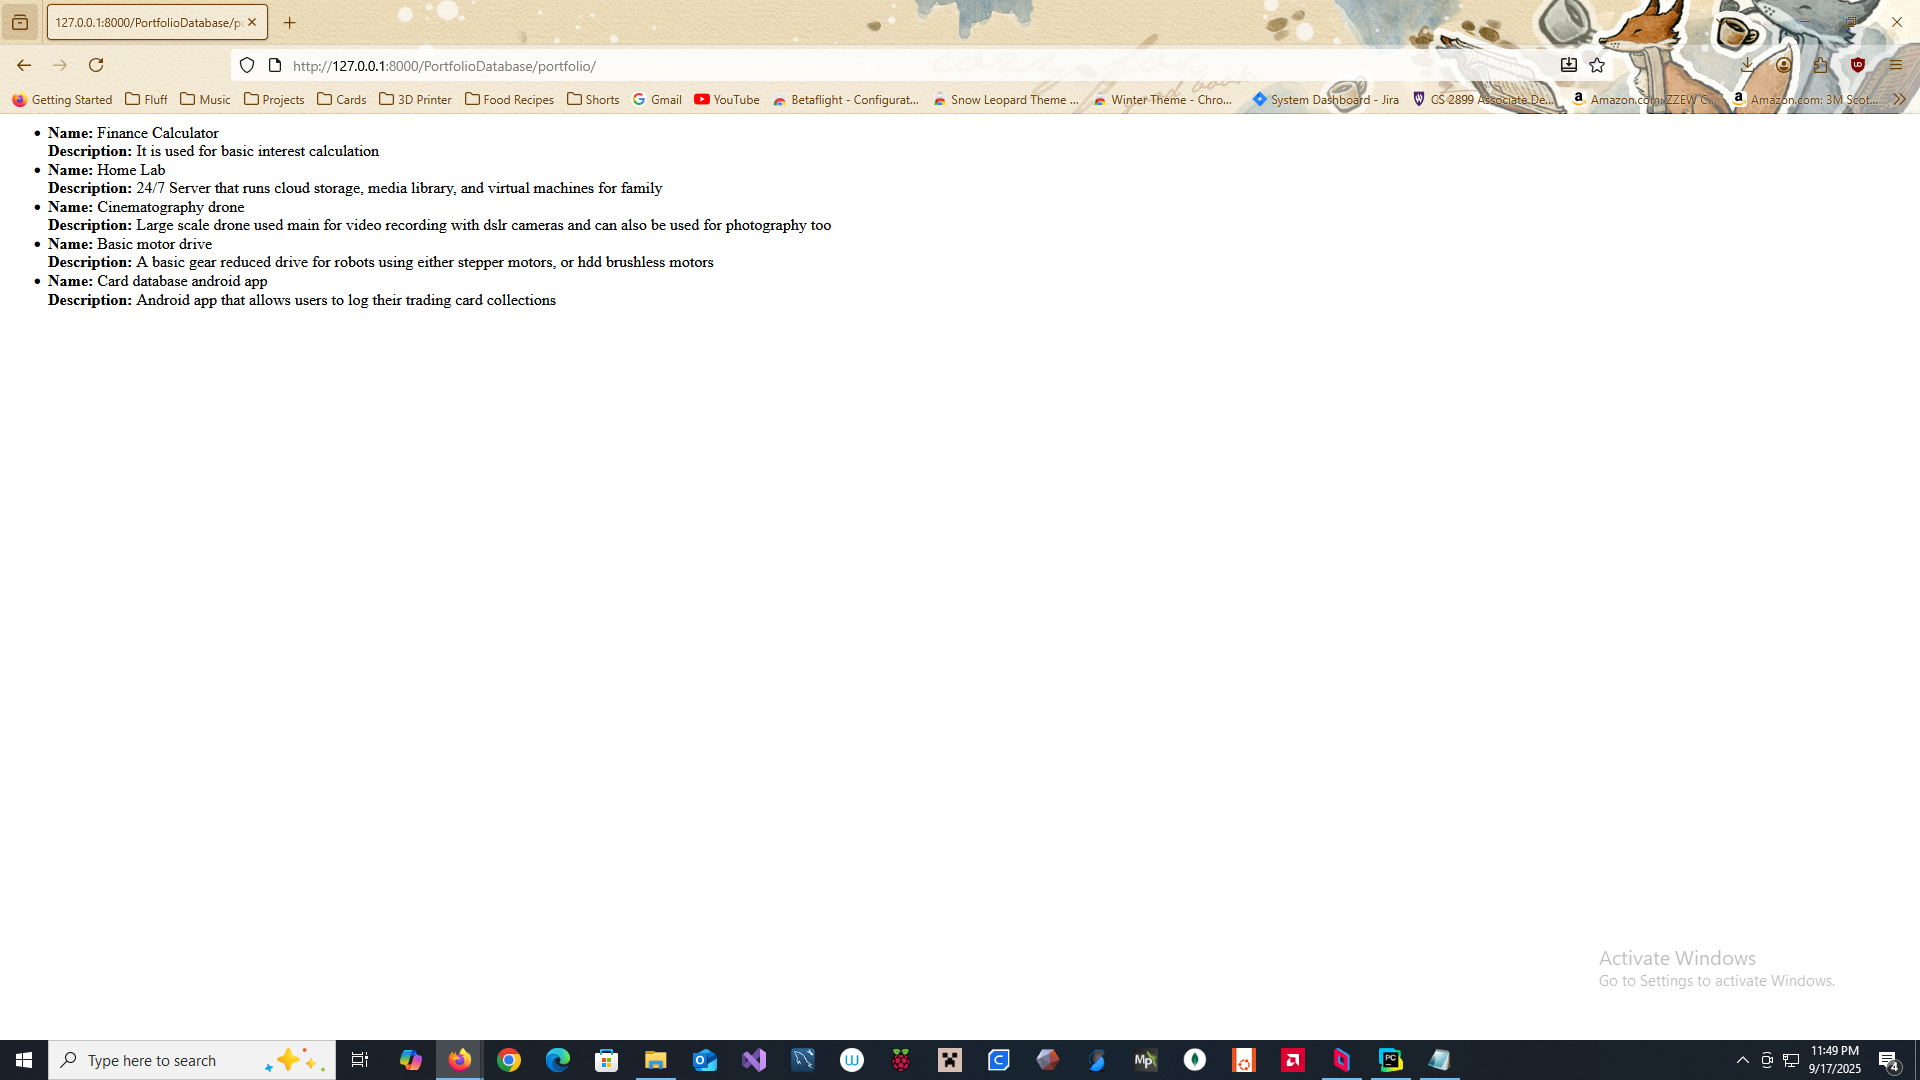 127.0.0.1:8000/PortfolioDatabase/p
http://127.0.0.1:8000/PortfolioDatabase/portfolio/
Getting Started Fluff Music Projects Cards 3D Printer Food Recipes Shorts Gmail YouTube Betaflight - Configurat... Snow Leopard Theme ... Winter Theme - Chro... System Dashboard - Jira CS 2899 Associate De... Amazon.com: ZZEW C... Amazon.com: 3M Scot...
• Name: Finance Calculator
Description: It is used for basic interest calculation
• Name: Home Lab
Description: 24/7 Server that runs cloud storage, media library, and virtual machines for family
• Name: Cinematography drone
Description: Large scale drone used main for video recording with dslr cameras and can also be used for photography too
• Name: Basic motor drive
Description: A basic gear reduced drive for robots using either stepper motors, or hdd brushless motors
• Name: Card database android app
Description: Android app that allows users to log their trading card collections
Activate Windows
Go to Settings to activate Windows.
Type here to search
11:49 PM
9/17/2025
4